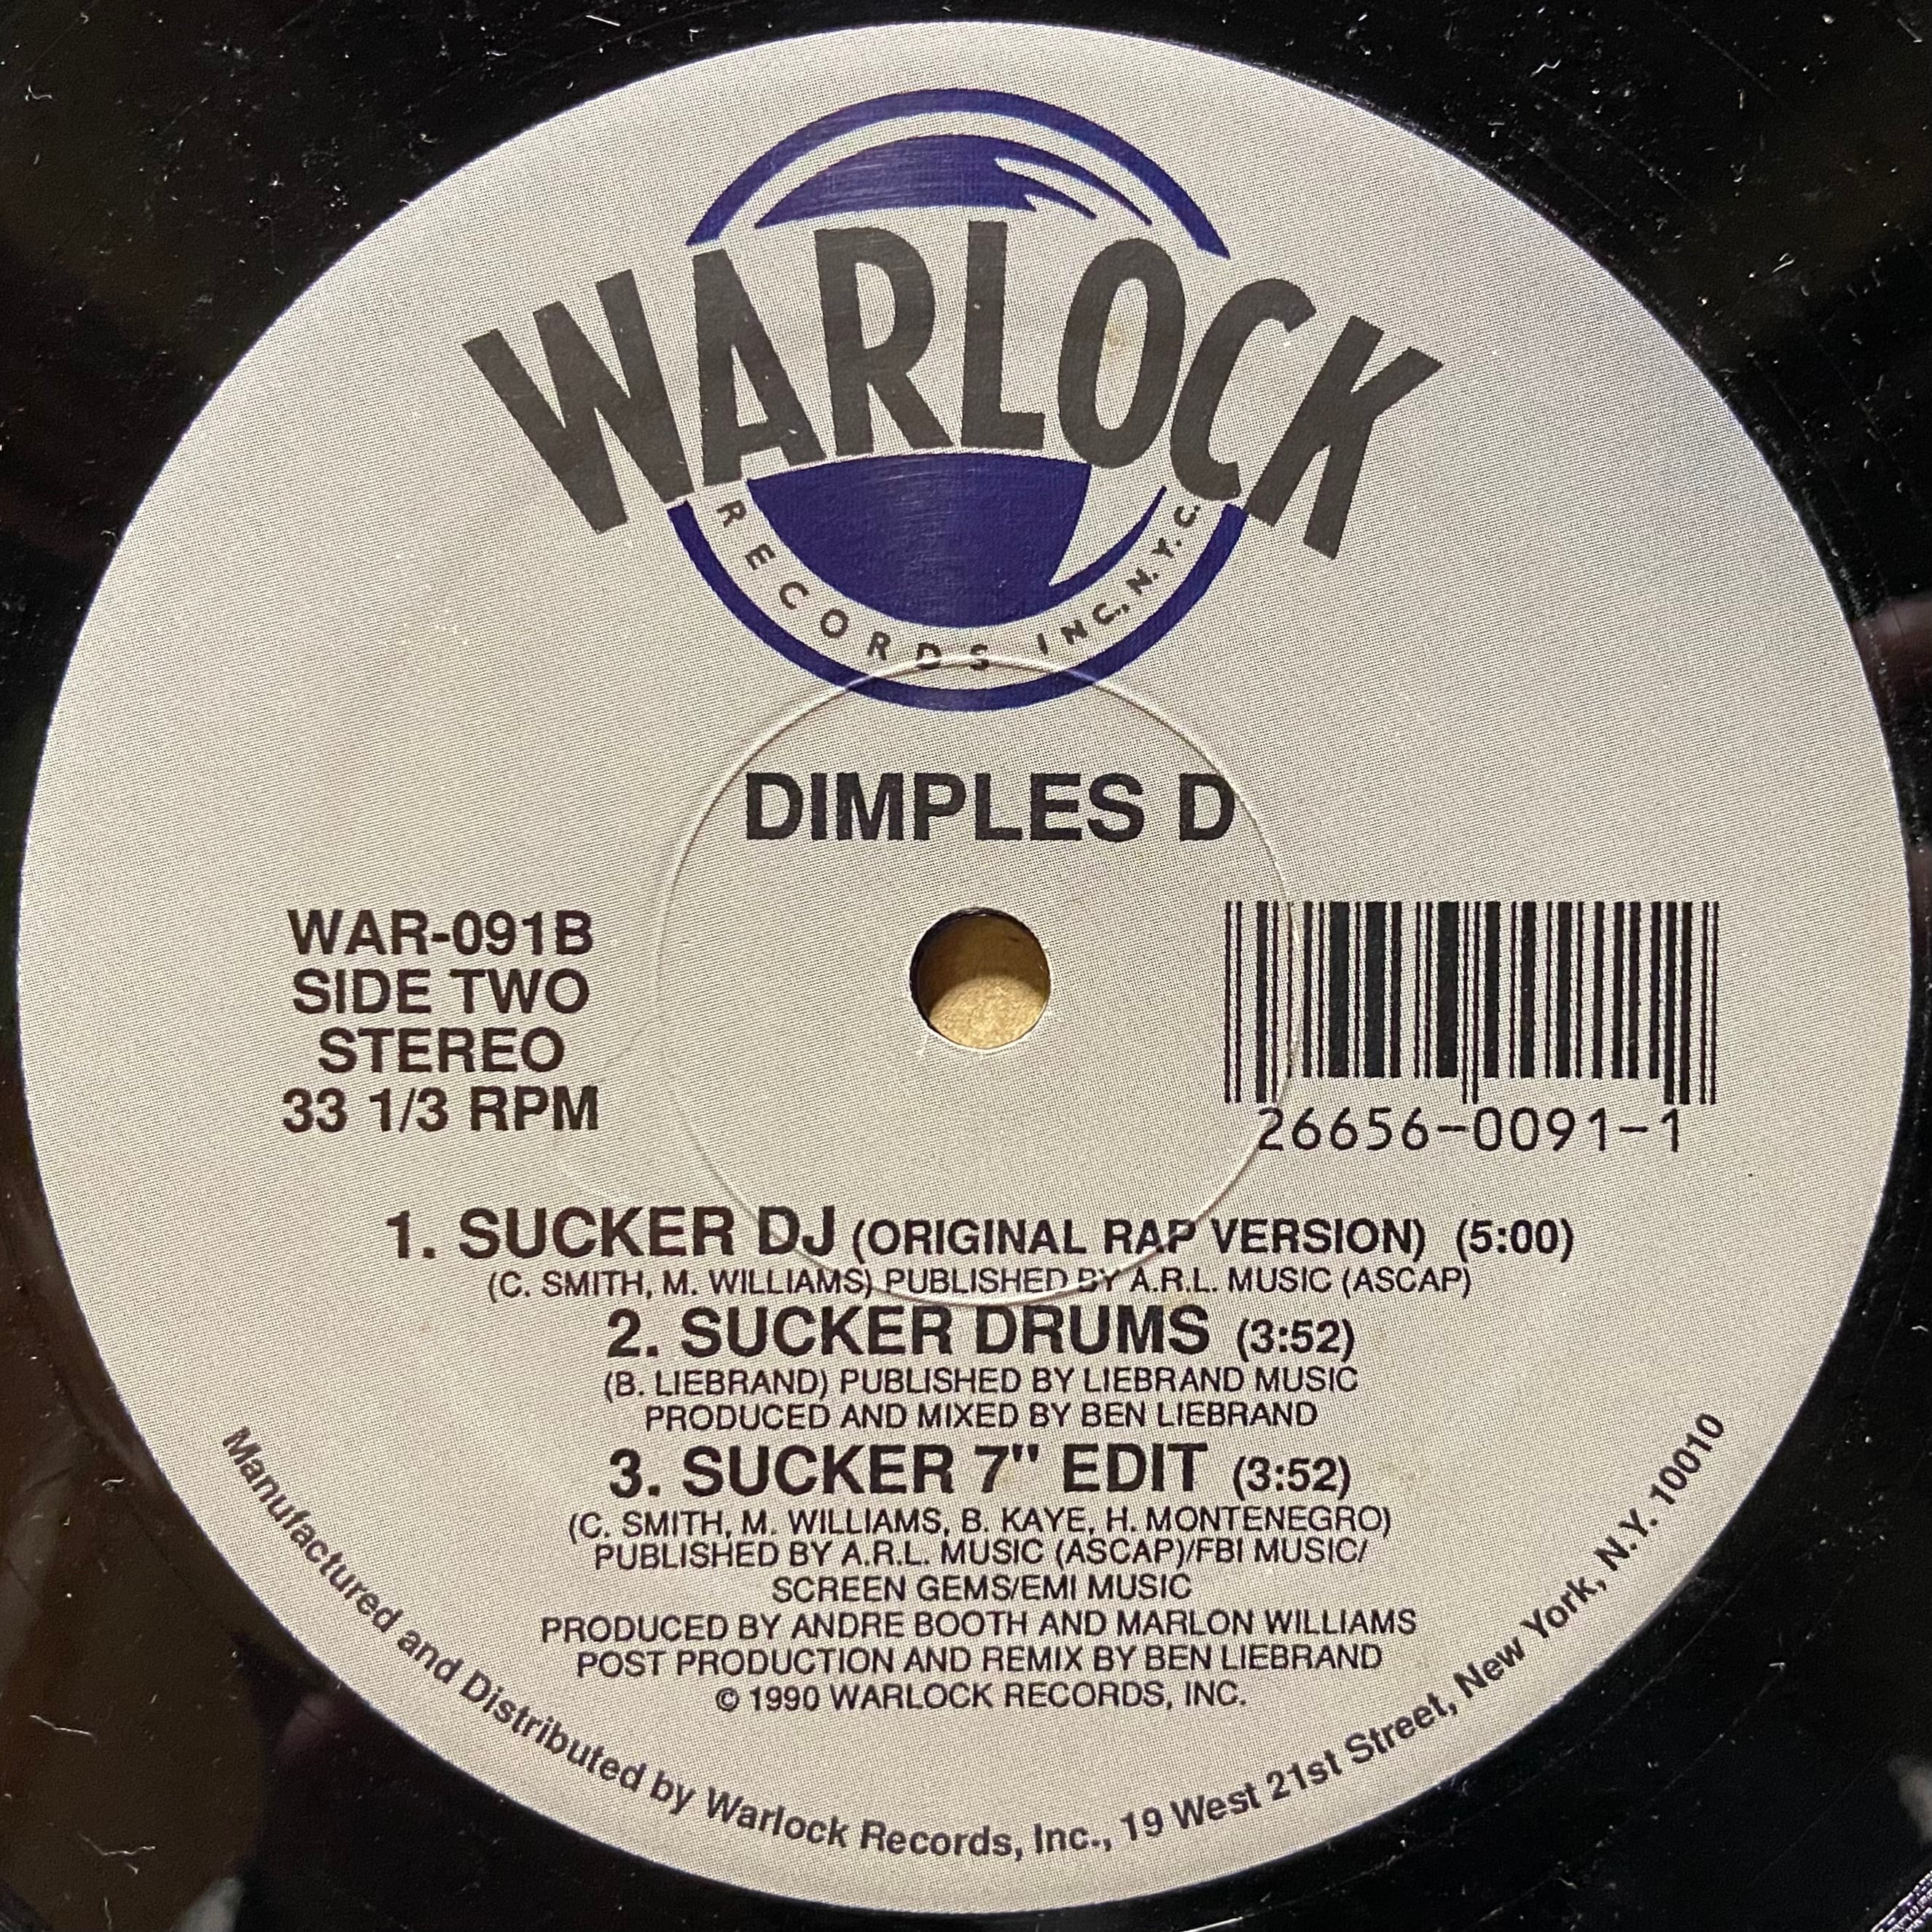 WARLOCK
RECORDS INC. N.Y.C.
DIMPLES D
WAR-091B
SIDE TWO
STEREO
33 1/3 RPM
26656-0091-1
1. SUCKER DJ (ORIGINAL RAP VERSION) (5:00)
(C. SMITH, M. WILLIAMS) PUBLISHED BY A.R.L. MUSIC (ASCAP)
2. SUCKER DRUMS (3:52)
(B. LIEBRAND) PUBLISHED BY LIEBRAND MUSIC
PRODUCED AND MIXED BY BEN LIEBRAND
3. SUCKER 7" EDIT (3:52)
(C. SMITH, M. WILLIAMS, B. KAYE, H. MONTENEGRO)
PUBLISHED BY A.R.L. MUSIC (ASCAP)/FBI MUSIC/
SCREEN GEMS/EMI MUSIC
PRODUCED BY ANDRE BOOTH AND MARLON WILLIAMS
POST PRODUCTION AND REMIX BY BEN LIEBRAND
© 1990 WARLOCK RECORDS, INC.
Manufactured and Distributed by Warlock Records, Inc., 19 West 21st Street, New York, N.Y. 10010